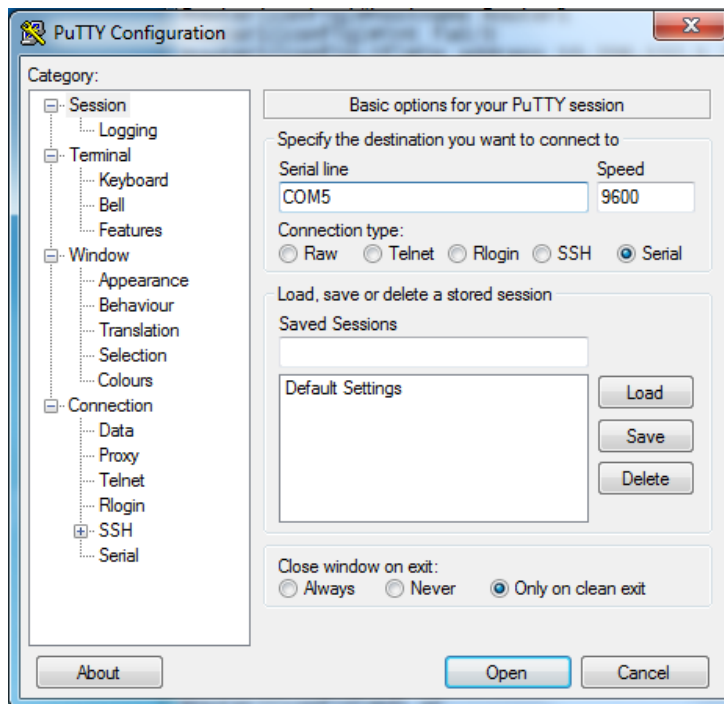 PuTTY Configuration
Category:
Session
Logging
Terminal
Keyboard
Bell
Features
Window
Appearance
Behaviour
Translation
Selection
Colours
Connection
Data
Proxy
Telnet
Rlogin
SSH
Serial
Basic options for your PuTTY session
Specify the destination you want to connect to
Serial line Speed
COM5 9600
Connection type:
Raw Telnet Rlogin SSH Serial
Load, save or delete a stored session
Saved Sessions
Default Settings
Load
Save
Delete
Close window on exit:
Always Never Only on clean exit
About Open Cancel